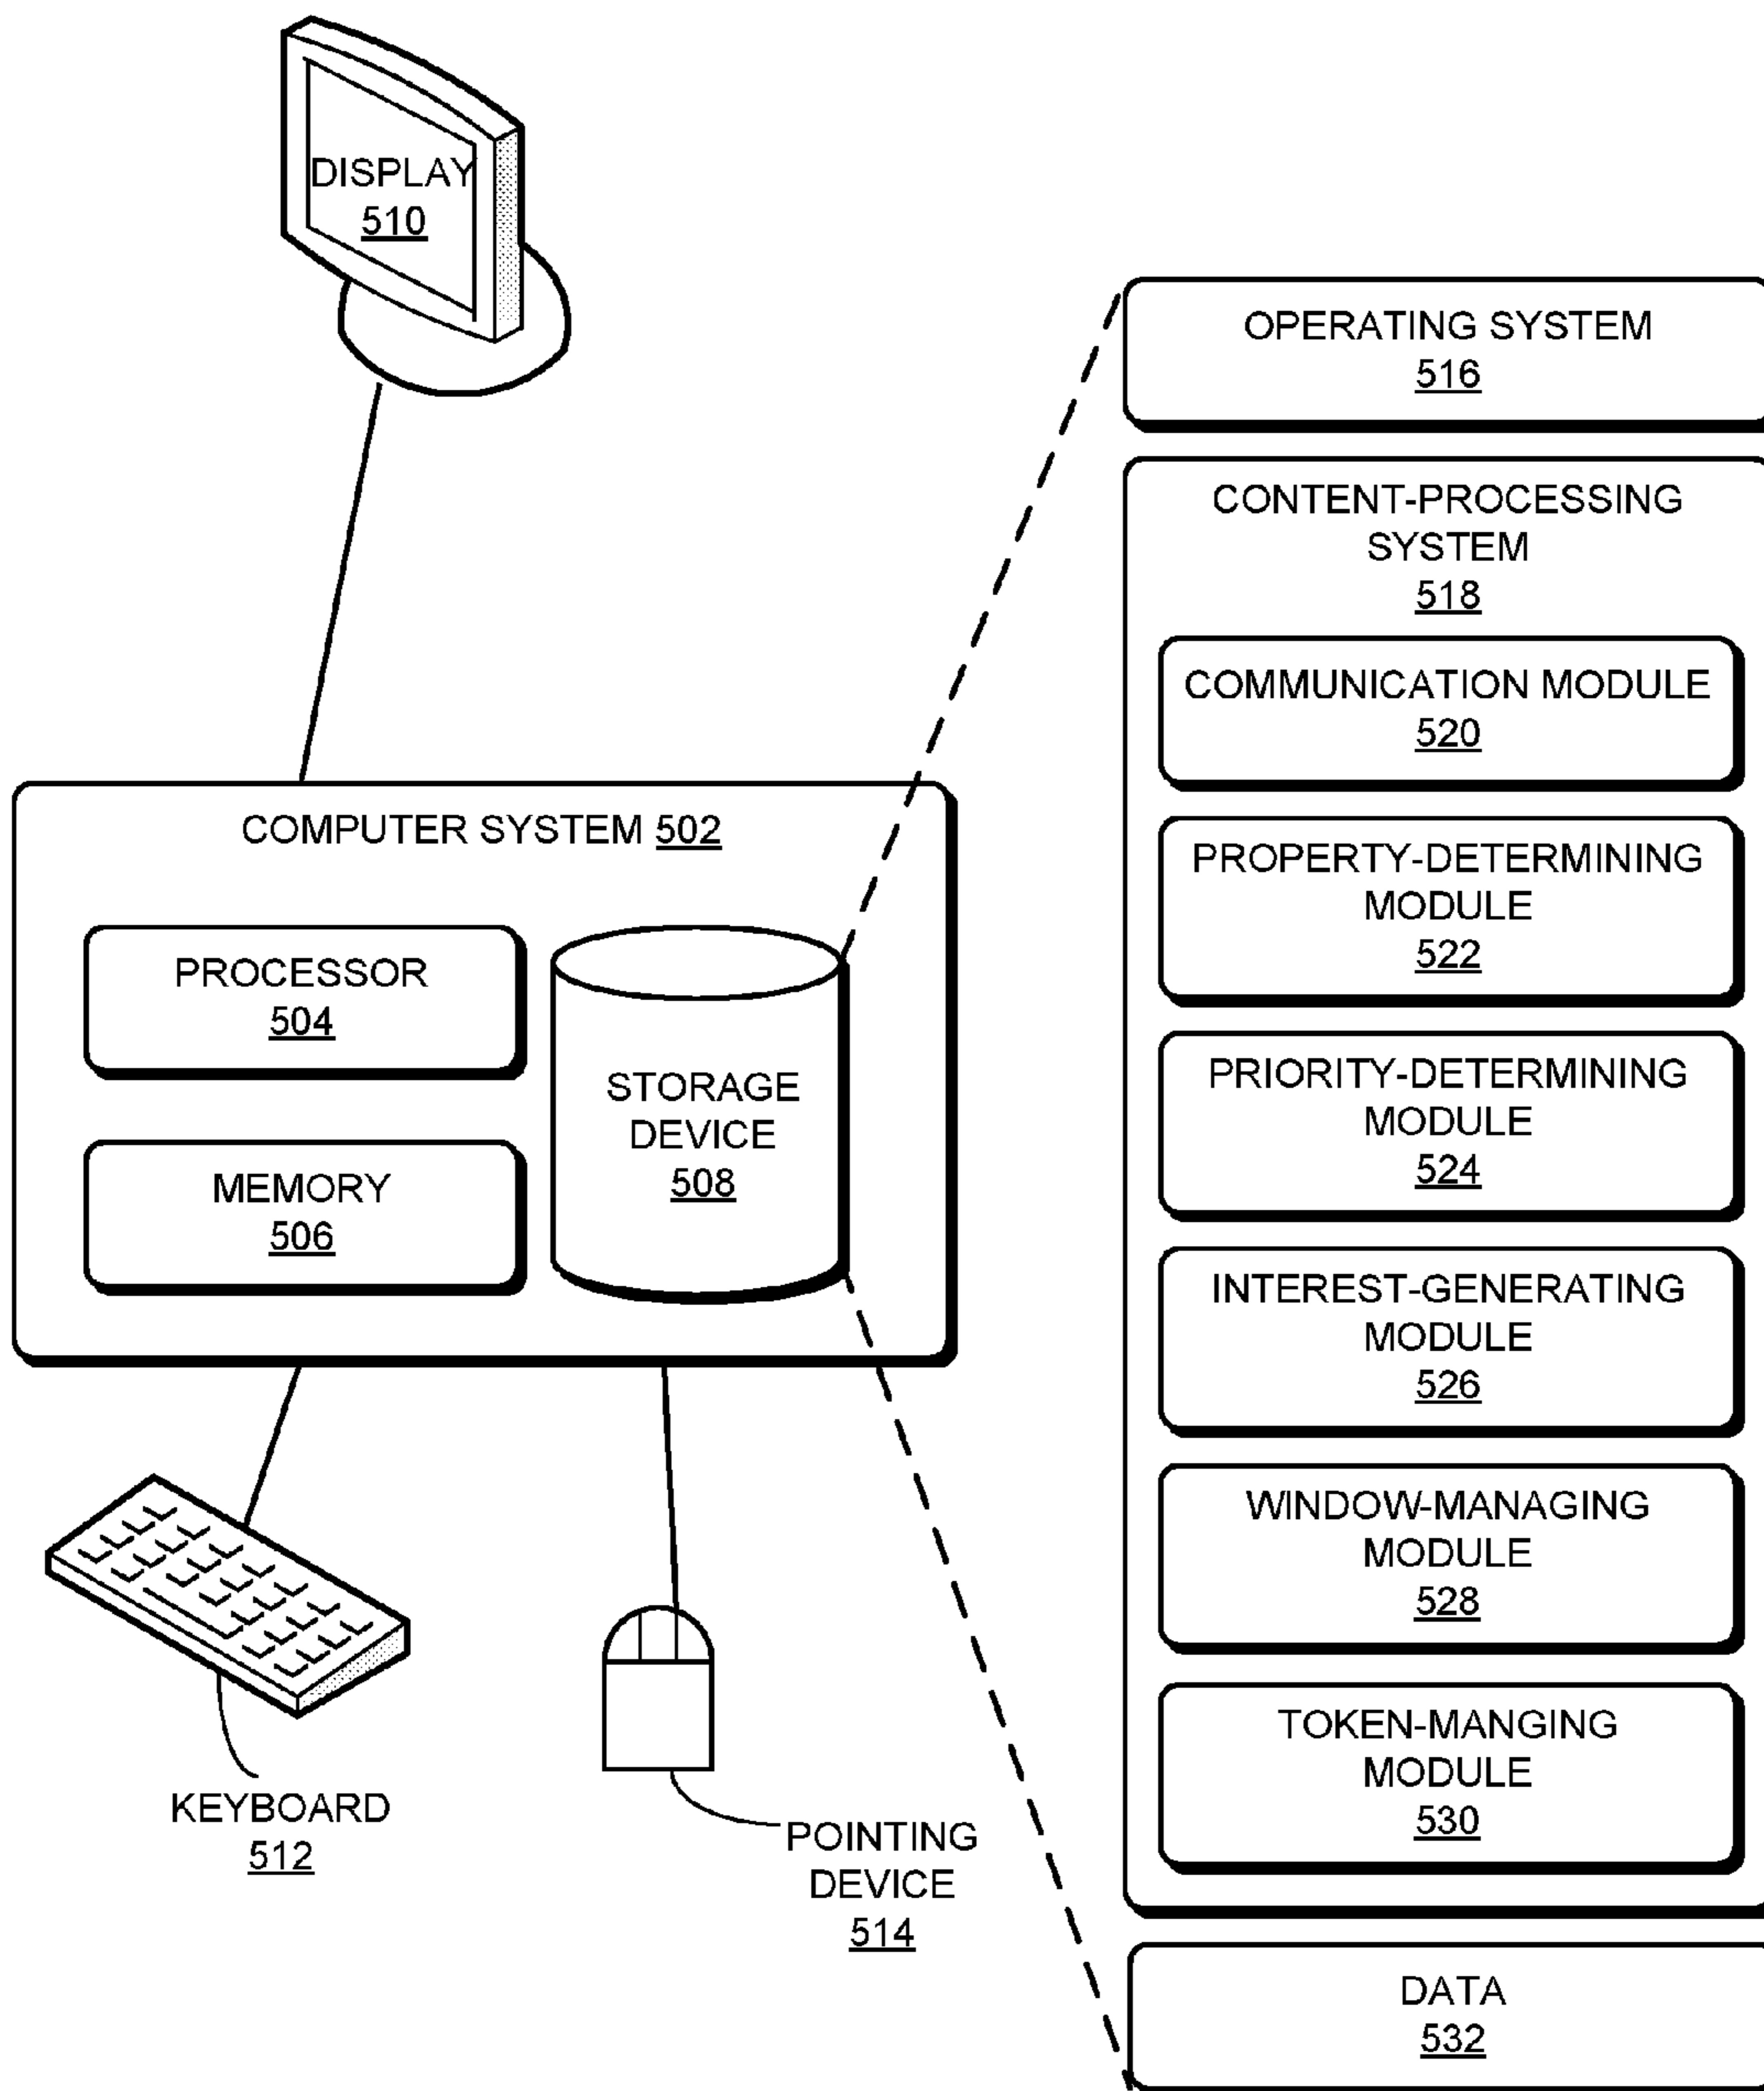 DISPLAY
510
COMPUTER SYSTEM 502
PROCESSOR
504
MEMORY
506
STORAGE
DEVICE
508
KEYBOARD
512
POINTING
DEVICE
514
OPERATING SYSTEM
516
CONTENT-PROCESSING
SYSTEM
518
COMMUNICATION MODULE
520
PROPERTY-DETERMINING
MODULE
522
PRIORITY-DETERMINING
MODULE
524
INTEREST-GENERATING
MODULE
526
WINDOW-MANAGING
MODULE
528
TOKEN-MANGING
MODULE
530
DATA
532